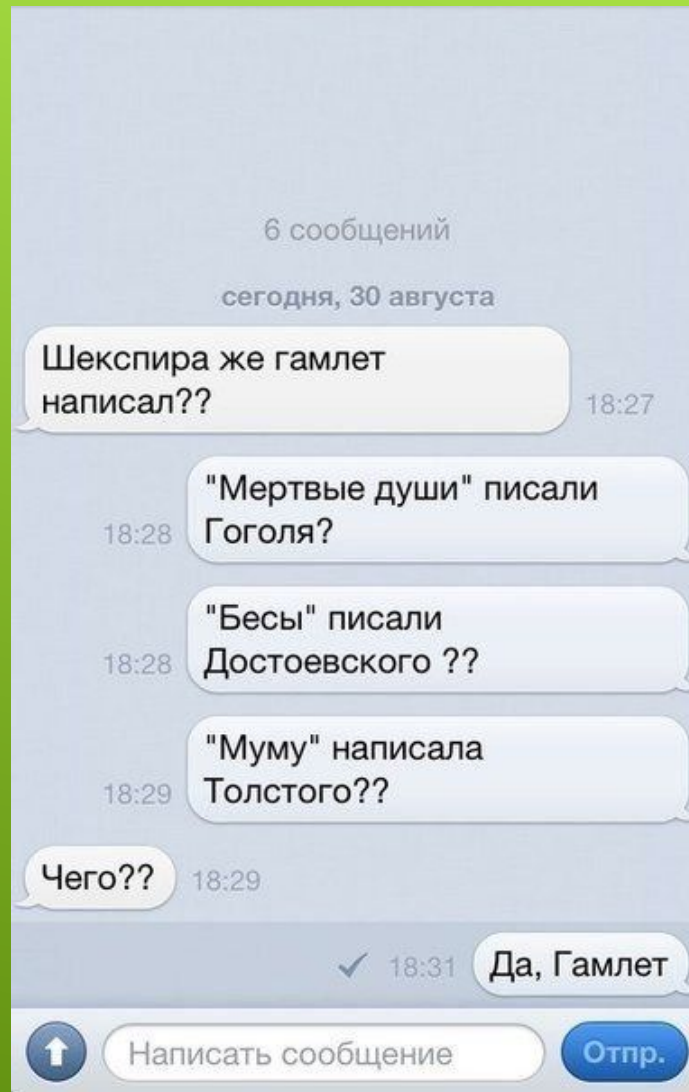 6 сообщений
сегодня, 30 августа
Шекспира же гамлет
написал??
18:27
"Мертвые души" писали
Гоголя?
18:28
"Бесы" писали
Достоевского ??
18:28
"Муму" написала
Толстого??
18:29
Чего??
18:29
18:31
Да, Гамлет
Написать сообщение
Отпр.